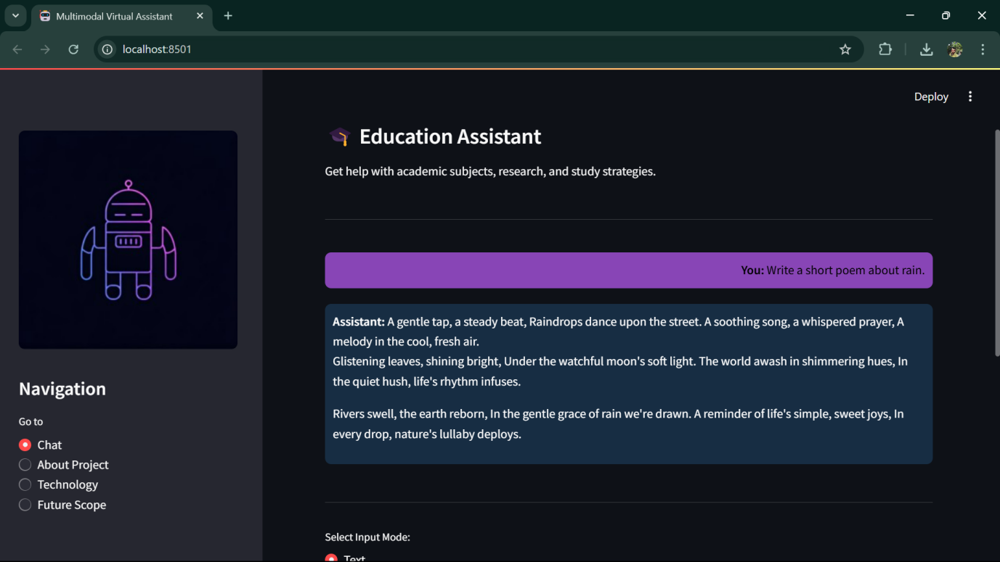 Multimodal Virtual Assistant
localhost:8501
Deploy
Education Assistant
Get help with academic subjects, research, and study strategies.
You: Write a short poem about rain.
Assistant: A gentle tap, a steady beat, Raindrops dance upon the street. A soothing song, a whispered prayer, A
melody in the cool, fresh air.
Glistening leaves, shining bright, Under the watchful moon's soft light. The world awash in shimmering hues, In
the quiet hush, life's rhythm infuses.
Rivers swell, the earth reborn, In the gentle grace of rain we're drawn. A reminder of life's simple, sweet joys, In
every drop, nature's lullaby deploys.
Navigation
Go to
Chat
About Project
Technology
Future Scope
Select Input Mode:
Text